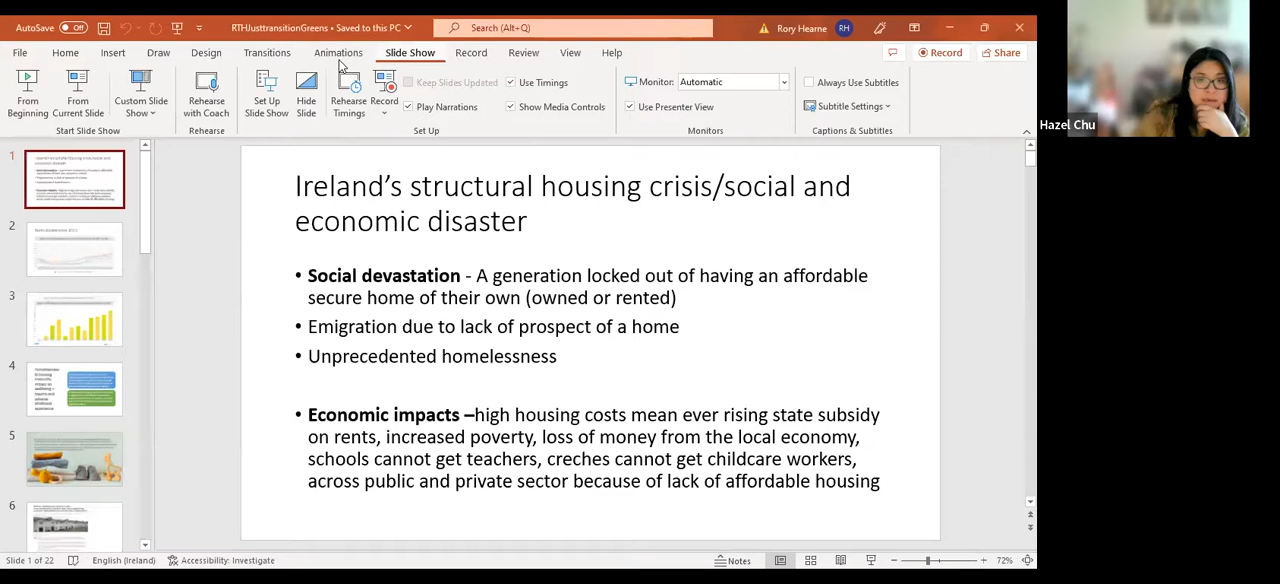 AutoSave Off RTHJusttransitionGreens • Saved to this PC Search (Alt+Q) Rory Hearne RH
File Home Insert Draw Design Transitions Animations Slide Show Record Review View Help Record Share
From Beginning
From Current Slide
Custom Slide Show
Start Slide Show
Rehearse with Coach
Rehearse
Set Up Slide Show
Hide Slide
Rehearse Timings
Record
Keep Slides Updated
Play Narrations
Use Timings
Show Media Controls
Set Up
Monitor: Automatic
Use Presenter View
Monitors
Always Use Subtitles
Subtitle Settings
Captions & Subtitles
Hazel Chu
1
2
3
4
5
6
Ireland's structural housing crisis/social and
economic disaster
• Social devastation - A generation locked out of having an affordable
secure home of their own (owned or rented)
• Emigration due to lack of prospect of a home
• Unprecedented homelessness
• Economic impacts –high housing costs mean ever rising state subsidy
on rents, increased poverty, loss of money from the local economy,
schools cannot get teachers, creches cannot get childcare workers,
across public and private sector because of lack of affordable housing
Slide 1 of 22 English (Ireland) Accessibility: Investigate Notes 72%